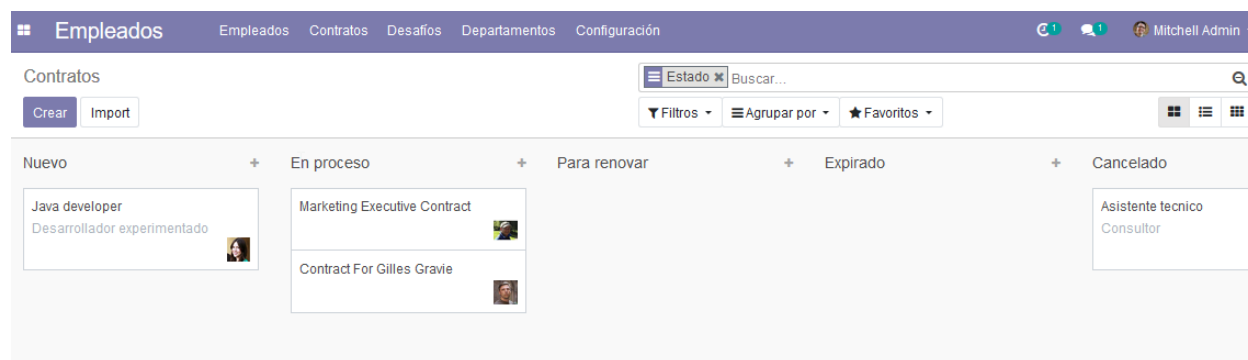 Empleados Empleados Contratos Desafíos Departamentos Configuración 1 1 Mitchell Admin
Contratos
Estado Buscar...
Crear Import
Filtros Agrupar por Favoritos
Nuevo + En proceso + Para renovar + Expirado + Cancelado
Java developer
Desarrollador experimentado
Marketing Executive Contract
Contract For Gilles Gravie
Asistente tecnico
Consultor